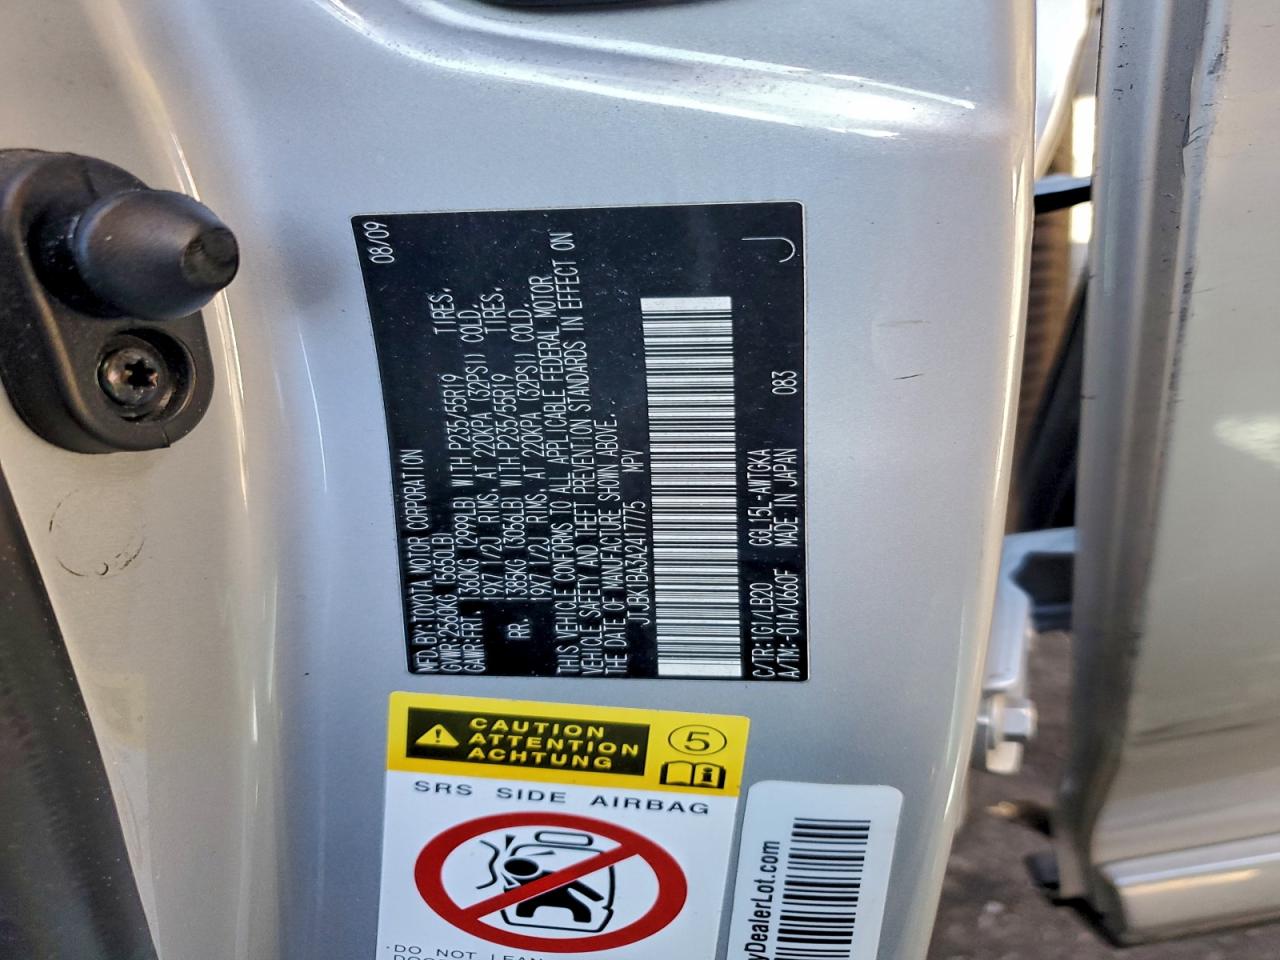 08/09
MFD. BY: TOYOTA MOTOR CORPORATION
GVWR: 2560KG (5650LB)
GAWR: FRT. 1360KG (2999LB) WITH P235/55R19 TIRES,
19X7 1/2J RIMS, AT 220KPA (32PSI) COLD.
RR. 1385KG (3056LB) WITH P235/55R19 TIRES,
19X7 1/2J RIMS, AT 220KPA (32PSI) COLD.
THIS VEHICLE CONFORMS TO ALL APPLICABLE FEDERAL MOTOR
VEHICLE SAFETY AND THEFT PREVENTION STANDARDS IN EFFECT ON
THE DATE OF MANUFACTURE SHOWN ABOVE.
JTJBK1BA3A2417775 MPV
C/TR: 1G1/LB20 GGL15L-AWTGKA 083
A/TM: -01A/U660F MADE IN JAPAN
J
CAUTION
ATTENTION
ACHTUNG
5
i
SRS SIDE AIRBAG
·DO NOT LEAN
yDealerLot.com